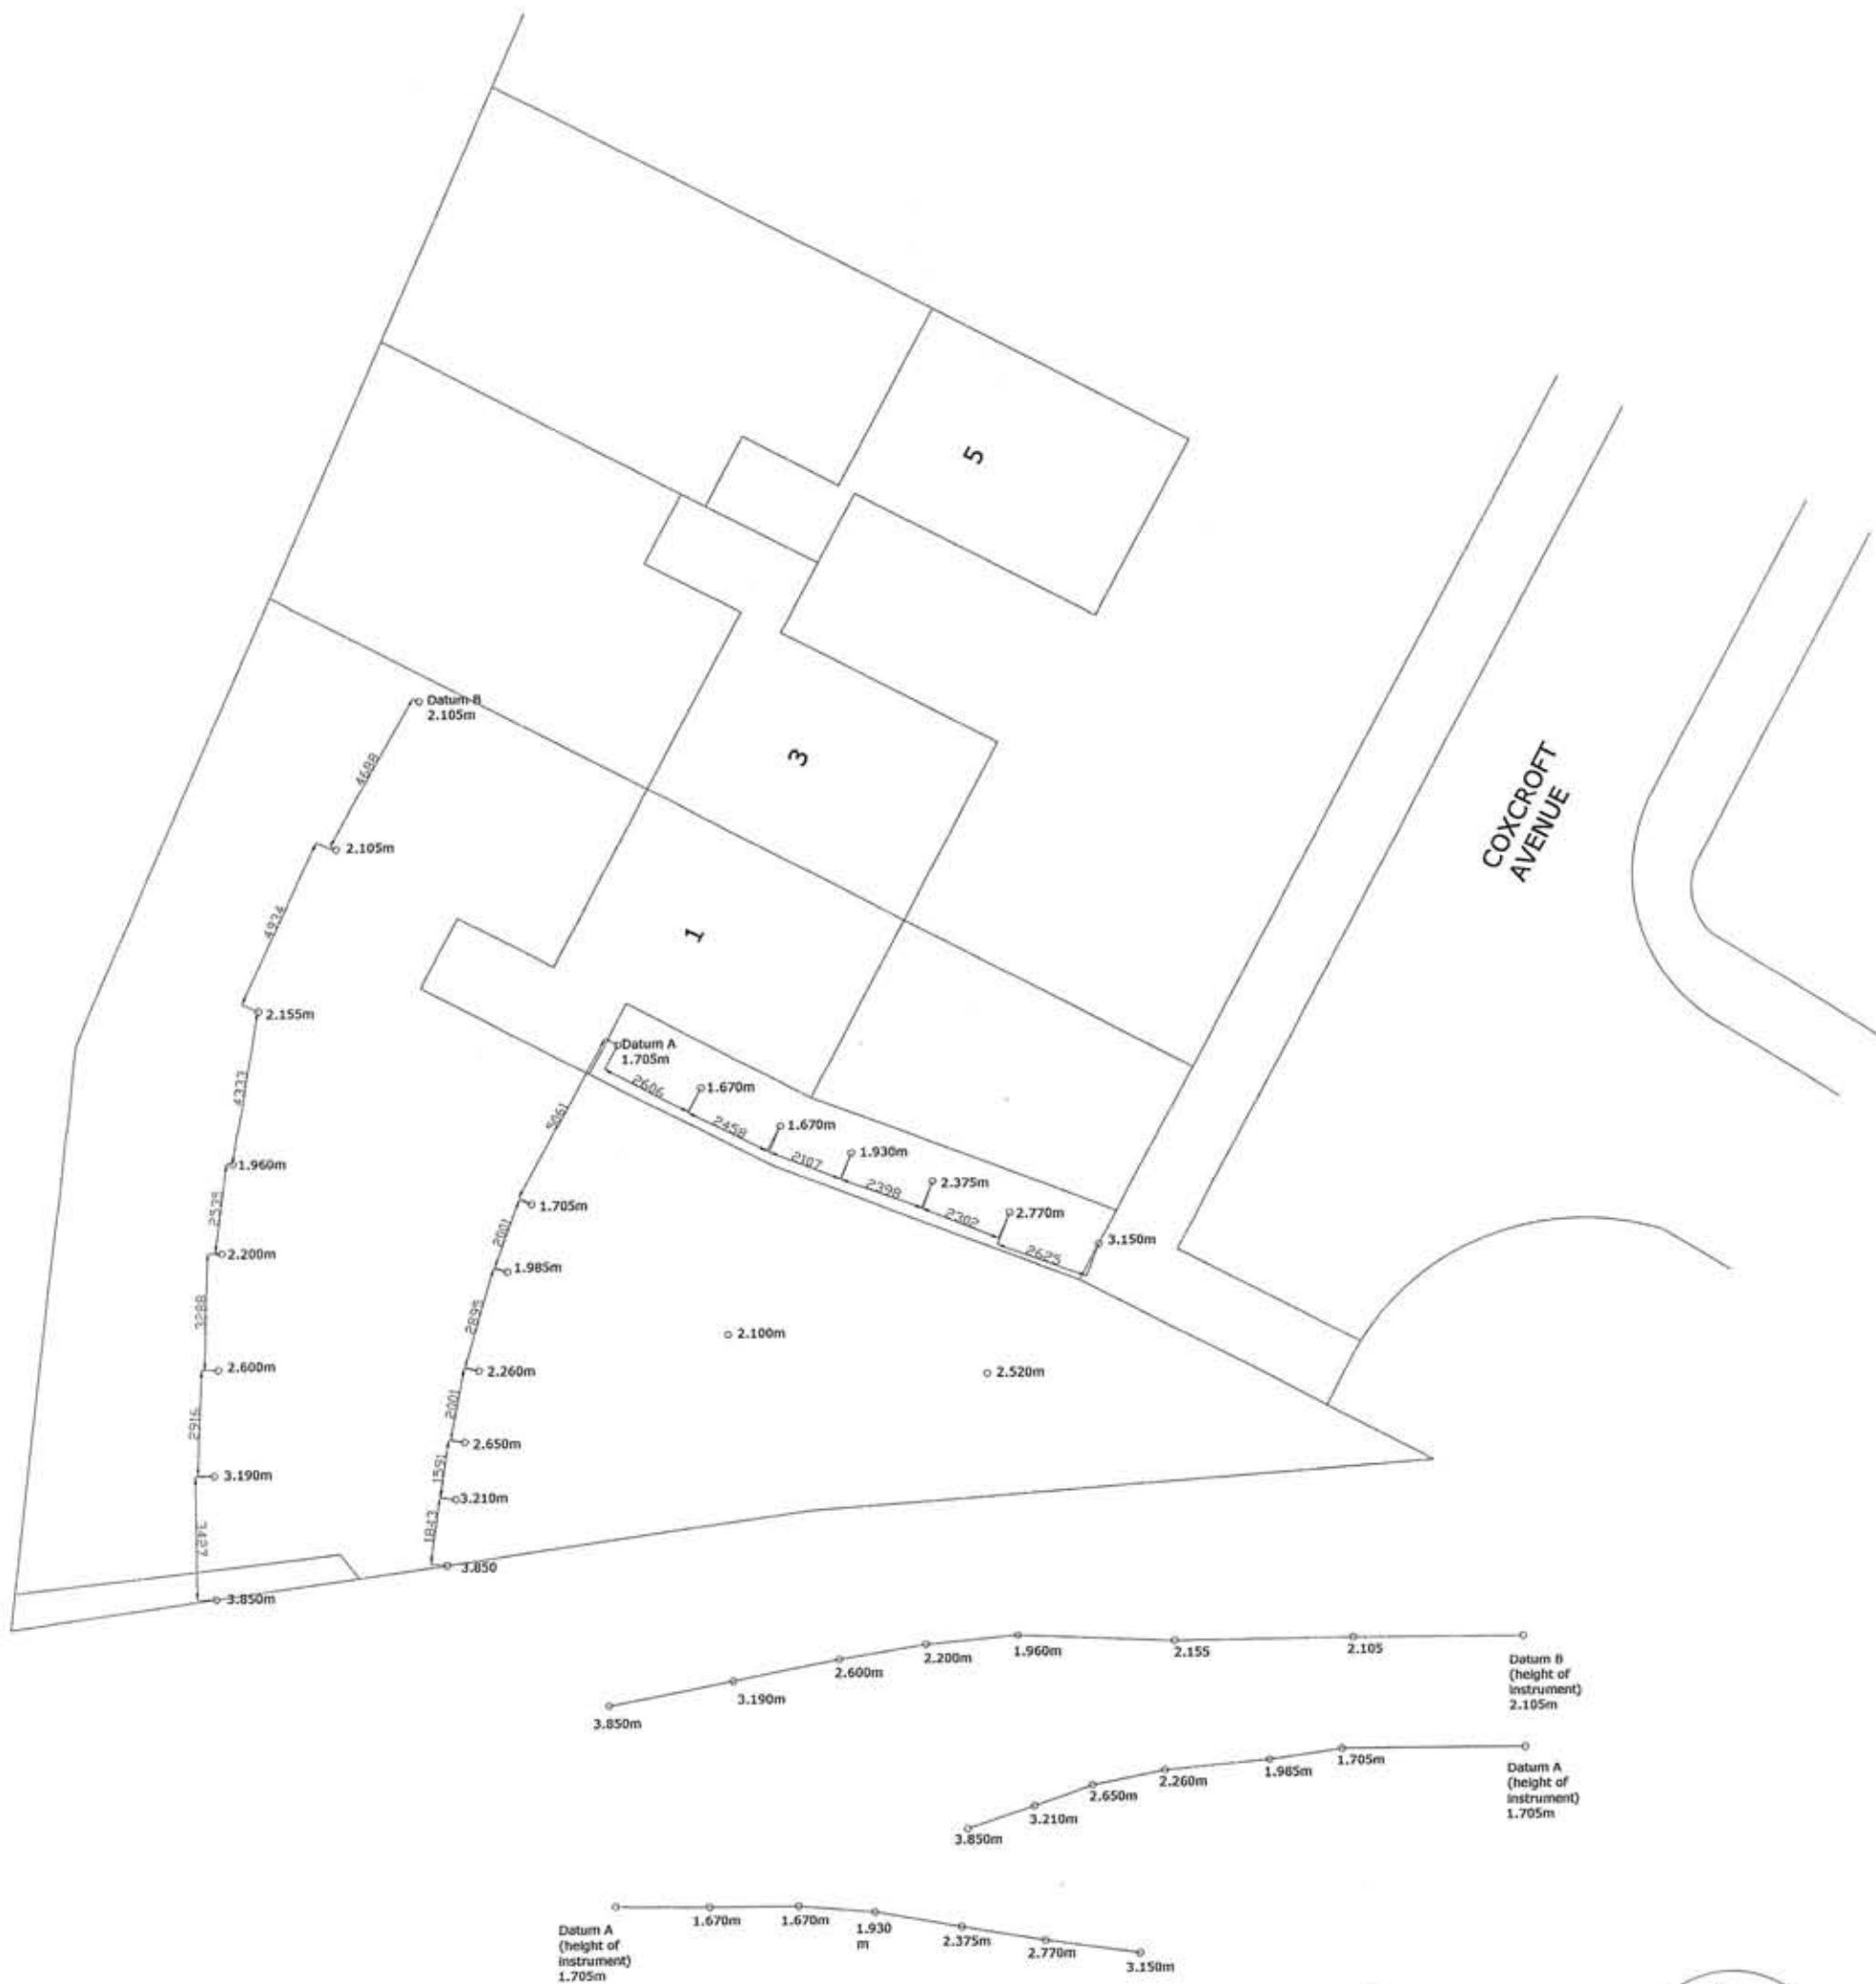 5
Datum B
2.105m
4688
3
COXCROFT
AVENUE
2.105m
4934
1
2.155m
Datum A
1.705m
2606
1.670m
4333
5061
2458
1.670m
1.960m
2107
1.930m
2398
2.375m
2535
1.705m
2302
2.770m
2001
2625
3.150m
2.200m
1.985m
3288
2895
2.100m
2.600m
2.260m
2.520m
2001
2916
2.650m
3.190m
1591
3.210m
1843
3427
3.850
3.850m
3.850m
3.190m
2.600m
2.200m
1.960m
2.155
2.105
Datum B
(height of
instrument)
2.105m
3.850m
3.210m
2.650m
2.260m
1.985m
1.705m
Datum A
(height of
instrument)
1.705m
Datum A
(height of
instrument)
1.705m
1.670m
1.670m
1.930
m
2.375m
2.770m
3.150m